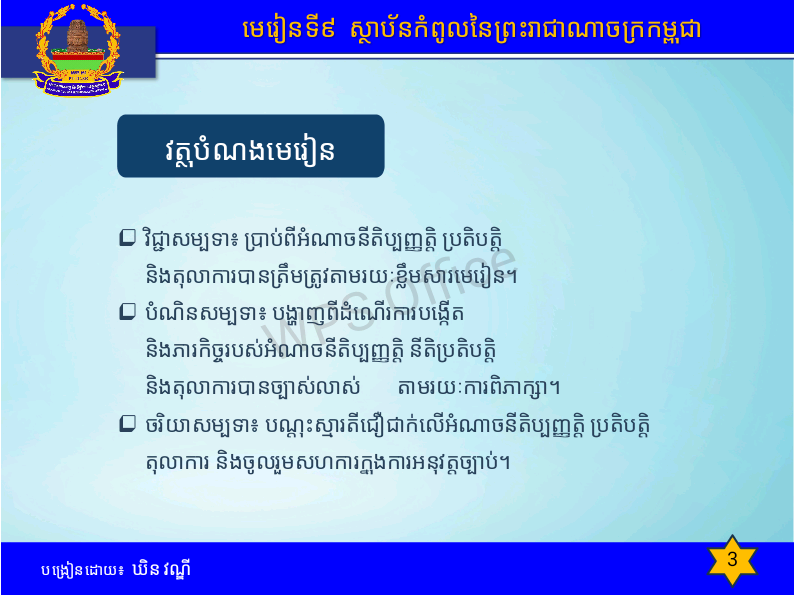 មេរៀនទី៩ ស្ថាប័នកំពូលនៃព្រះរាជាណាចក្រកម្ពុជា
វត្ថុបំណងមេរៀន
❑ វិជ្ជាសម្បទា៖ ប្រាប់ពីអំណាចនីតិប្បញ្ញត្តិ ប្រតិបត្តិ
និងតុលាការបានត្រឹមត្រូវតាមរយៈខ្លឹមសារមេរៀន។
❑ បំណិនសម្បទា៖ បង្ហាញពីដំណើរការបង្កើត
និងភារកិច្ចរបស់អំណាចនីតិប្បញ្ញត្តិ នីតិប្រតិបត្តិ
និងតុលាការបានច្បាស់លាស់ តាមរយៈការពិភាក្សា។
❑ ចរិយាសម្បទា៖ បណ្តុះស្មារតីជឿជាក់លើអំណាចនីតិប្បញ្ញត្តិ ប្រតិបត្តិ
តុលាការ និងចូលរួមសហការក្នុងការអនុវត្តច្បាប់។
WPS Office
បង្រៀនដោយ៖ ឃិន វណ្ឌី
3